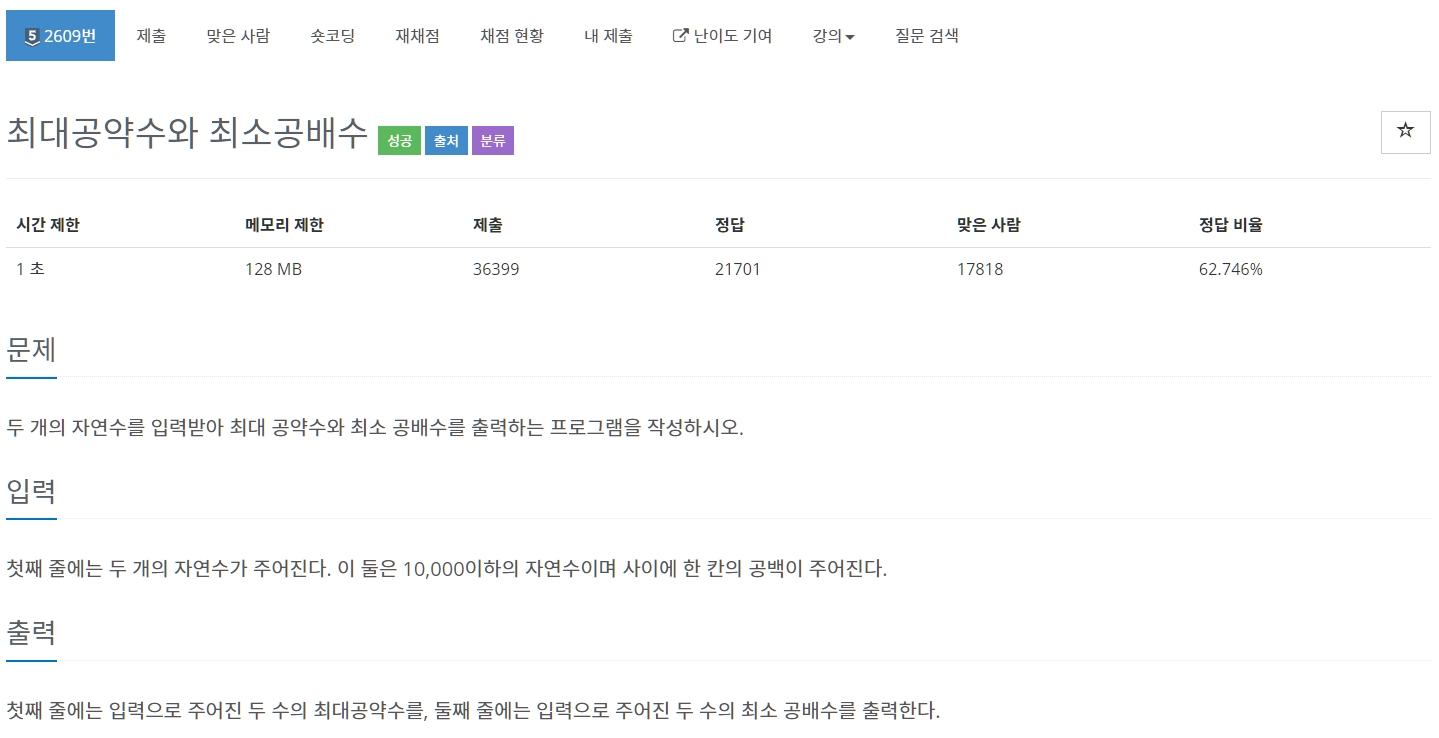 5 2609번 제출 맞은 사람 숏코딩 재채점 채점 현황 내 제출 난이도 기여 강의 질문 검색
최대공약수와 최소공배수 성공 출처 분류
시간 제한 메모리 제한 제출 정답 맞은 사람 정답 비율
1 초 128 MB 36399 21701 17818 62.746%
문제
두 개의 자연수를 입력받아 최대 공약수와 최소 공배수를 출력하는 프로그램을 작성하시오.
입력
첫째 줄에는 두 개의 자연수가 주어진다. 이 둘은 10,000이하의 자연수이며 사이에 한 칸의 공백이 주어진다.
출력
첫째 줄에는 입력으로 주어진 두 수의 최대공약수를, 둘째 줄에는 입력으로 주어진 두 수의 최소 공배수를 출력한다.